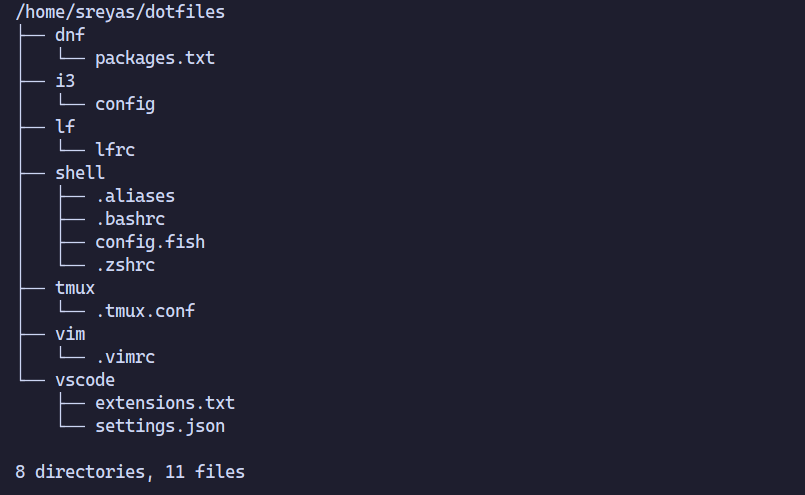 /home/sreyas/dotfiles
├── dnf
│   └── packages.txt
├── i3
│   └── config
├── lf
│   └── lfrc
├── shell
│   ├── .aliases
│   ├── .bashrc
│   ├── config.fish
│   └── .zshrc
├── tmux
│   └── .tmux.conf
├── vim
│   └── .vimrc
└── vscode
    ├── extensions.txt
    └── settings.json

8 directories, 11 files